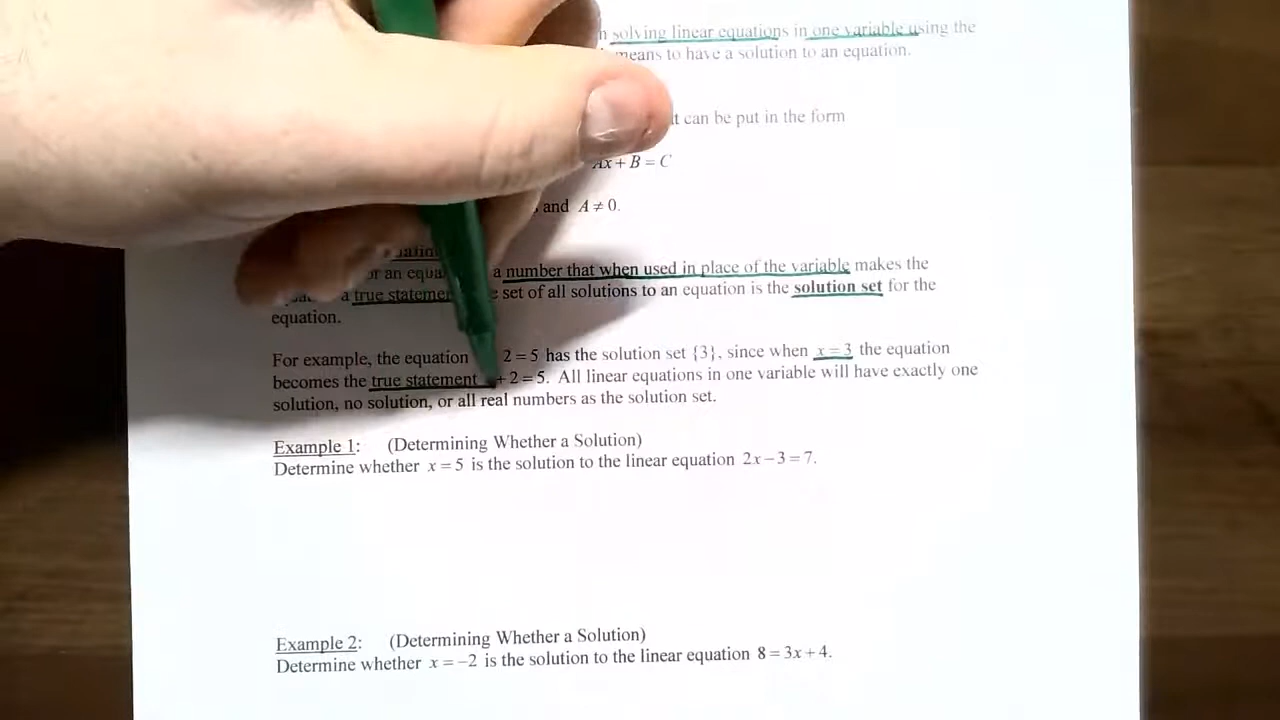 solving linear equations in one variable using the
means to have a solution to an equation.
can be put in the form
Ax + B = C
and A ≠ 0.
an a number that when used in place of the variable makes the
a true set of all solutions to an equation is the solution set for the
equation.
For example, the equation 2 = 5 has the solution set {3}, since when x = 3 the equation
becomes the true statement + 2 = 5. All linear equations in one variable will have exactly one
solution, no solution, or all real numbers as the solution set.
Example 1: (Determining Whether a Solution)
Determine whether x = 5 is the solution to the linear equation 2x − 3 = 7.
Example 2: (Determining Whether a Solution)
Determine whether x = −2 is the solution to the linear equation 8 = 3x + 4.